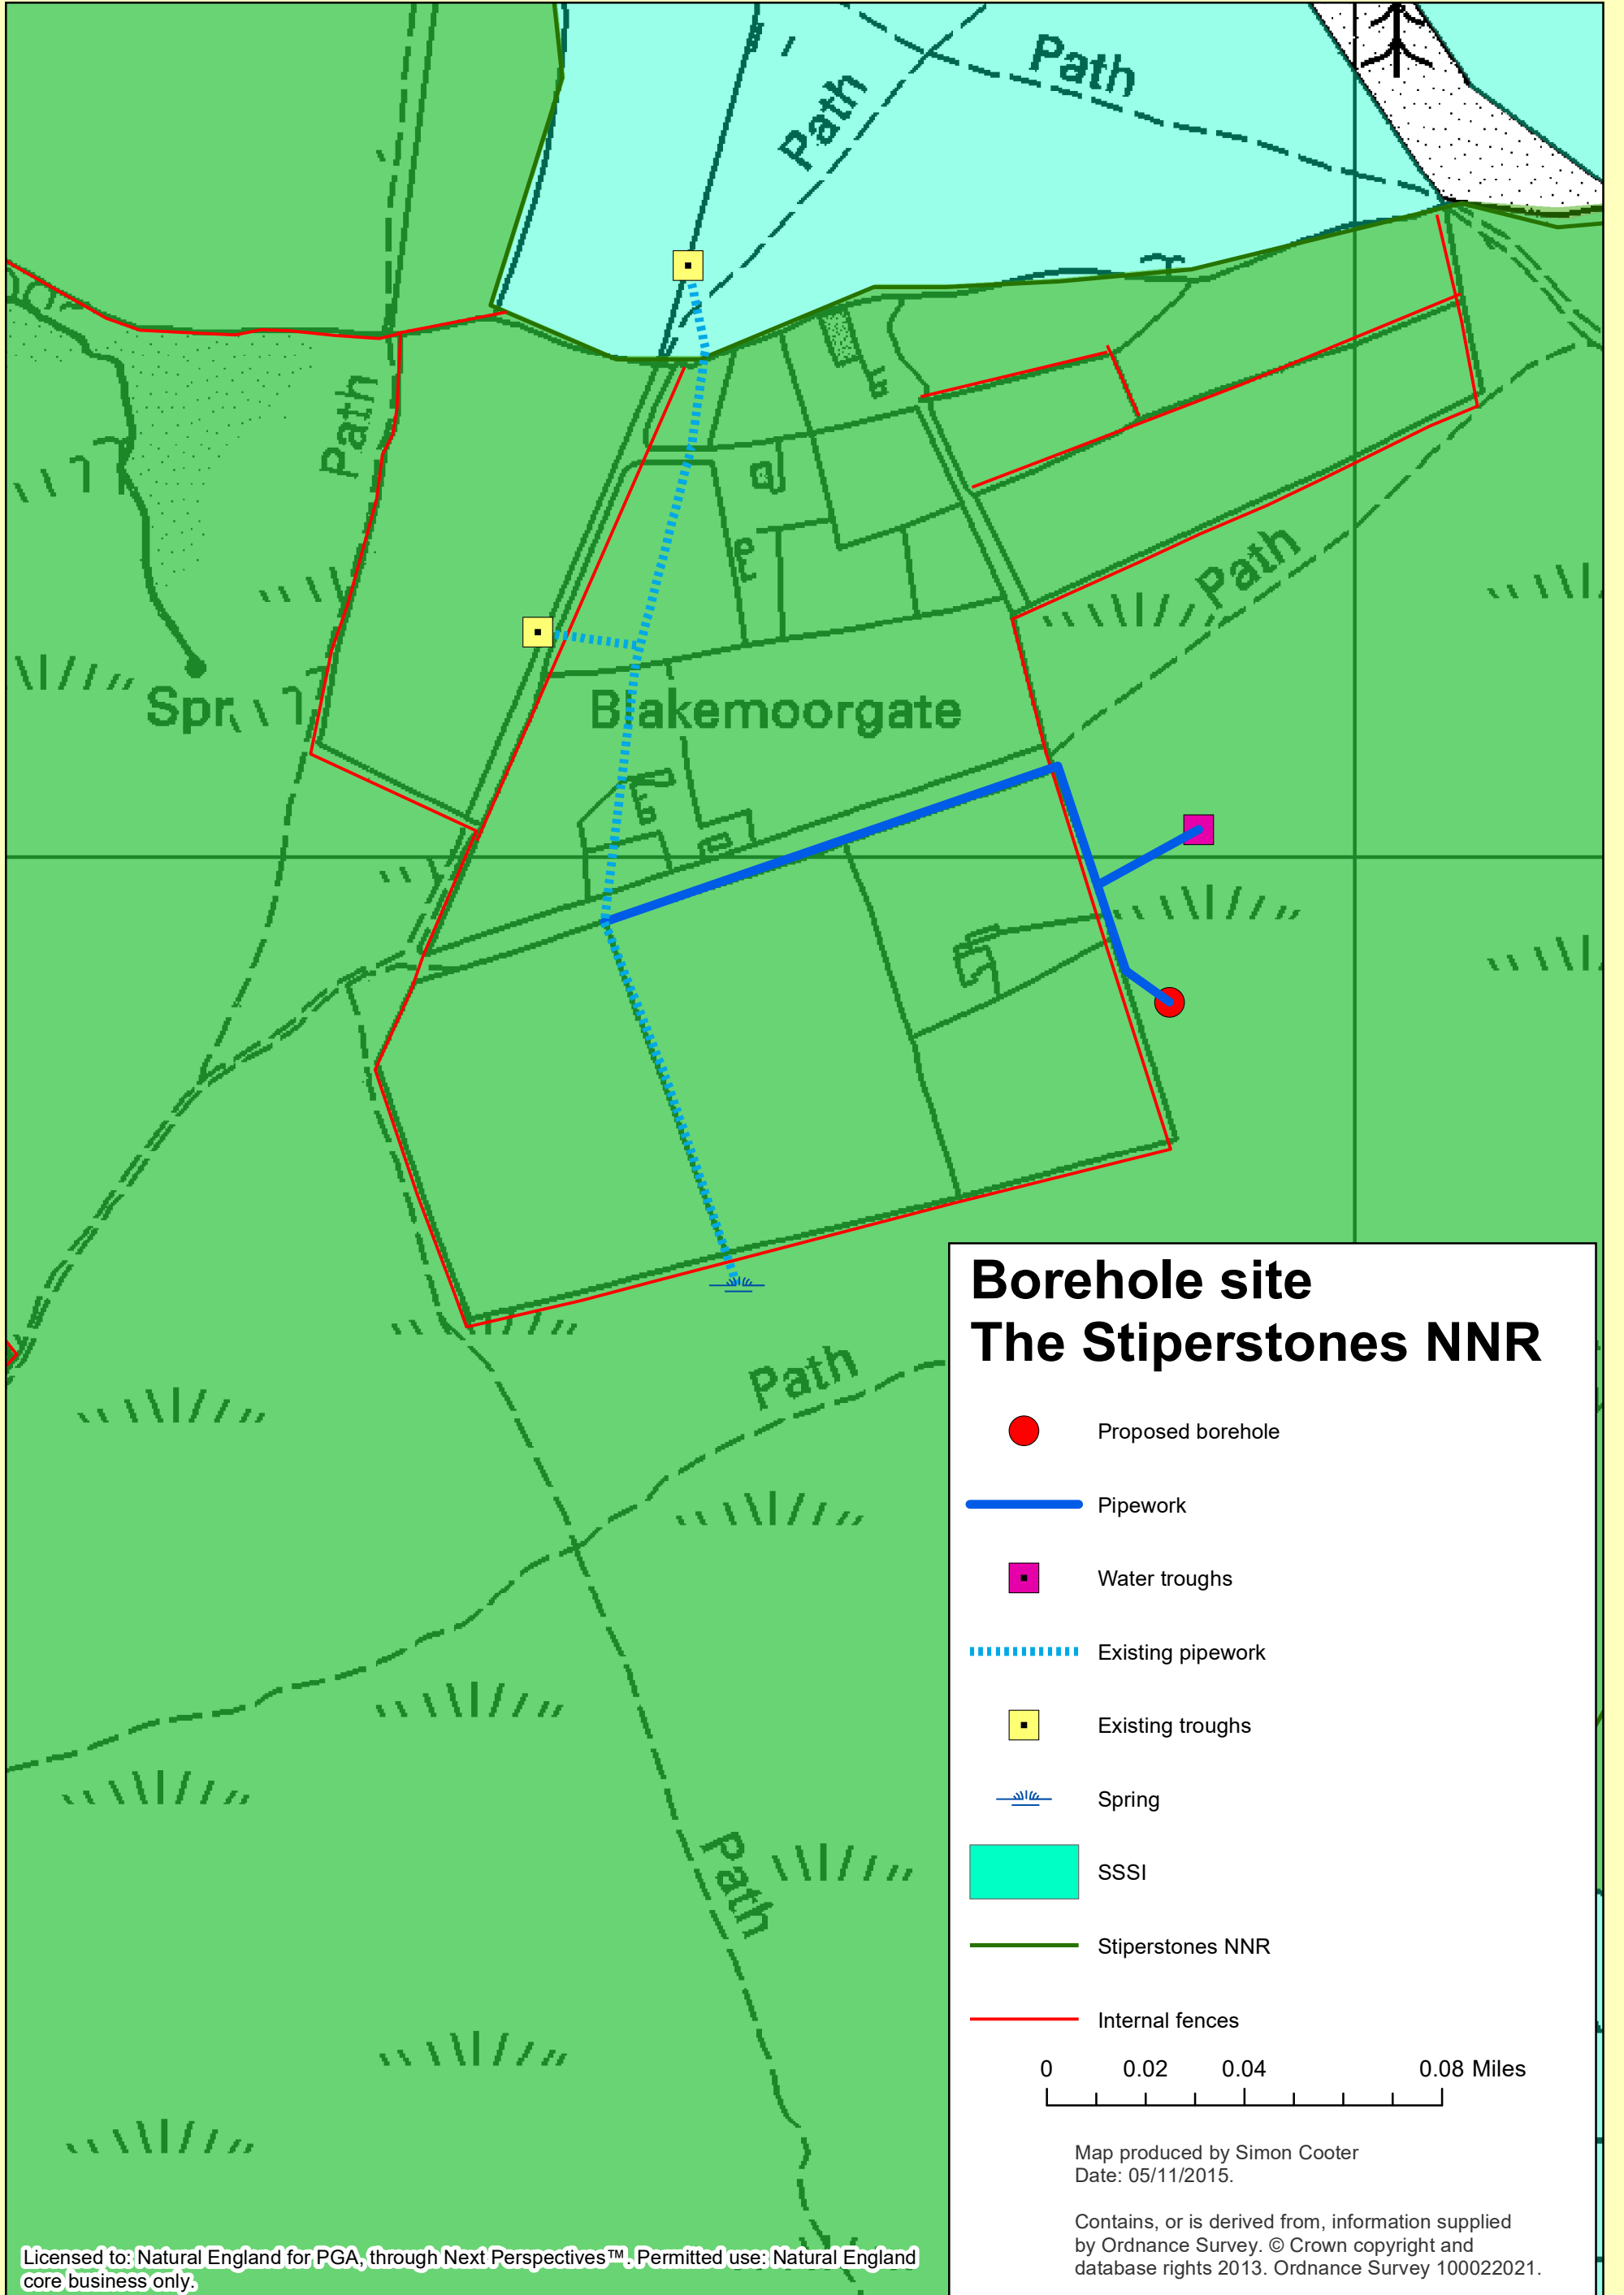 Path
Path
Path
Path
Spr
Blakemoorgate
Path
Path
Borehole site
The Stiperstones NNR
Proposed borehole
Pipework
Water troughs
Existing pipework
Existing troughs
Spring
SSSI
Stiperstones NNR
Internal fences
0 0.02 0.04 0.08 Miles
Map produced by Simon Cooter
Date: 05/11/2015.
Contains, or is derived from, information supplied
by Ordnance Survey. © Crown copyright and
database rights 2013. Ordnance Survey 100022021.
Licensed to: Natural England for PGA, through Next Perspectives™. Permitted use: Natural England
core business only.